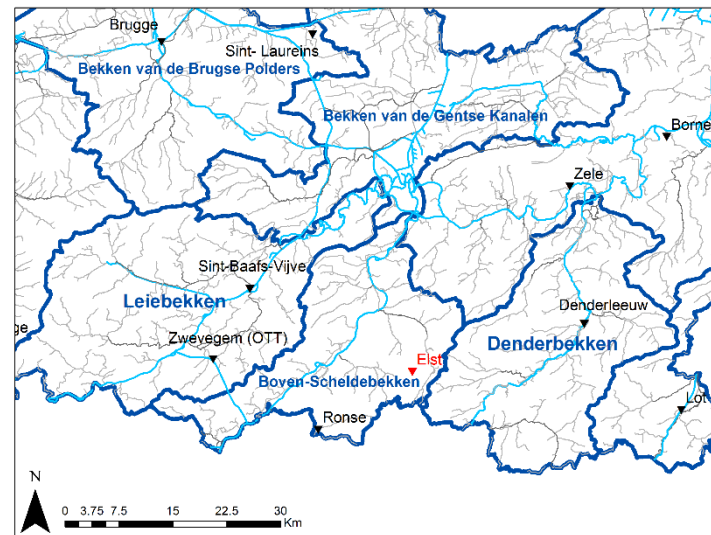 Brugge
Sint- Laureins
Bekken van de Brugse Polders
Bekken van de Gentse Kanalen
Borne
Zele
Sint-Baafs-Vijve
Leiebekken
Denderleeuw
ge
Zwevegem (OTT)
Denderbekken
Elst
Boven-Scheldebekken
Lot
Ronse
N
0 3.75 7.5 15 22.5 30
Km